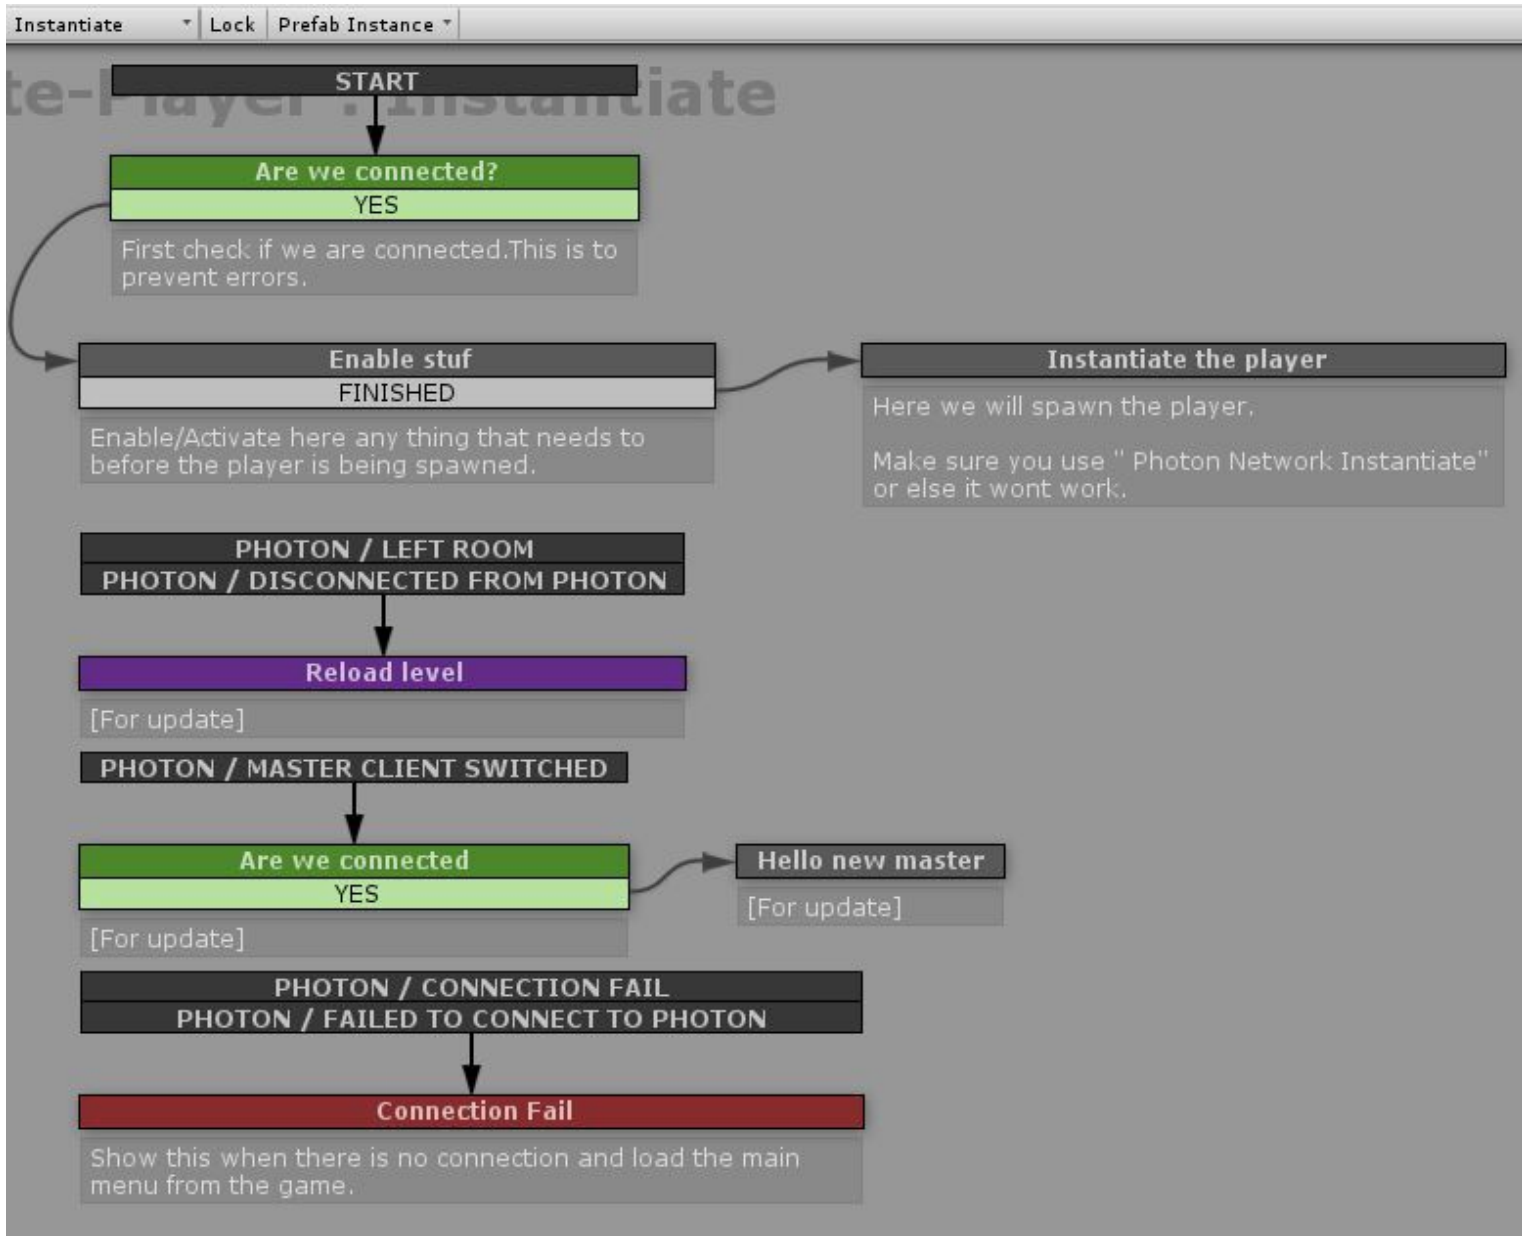 Instantiate
Lock
Prefab Instance
te-Player : Instantiate
START
Are we connected?
YES
First check if we are connected.This is to
prevent errors.
Enable stuf
FINISHED
Enable/Activate here any thing that needs to
before the player is being spawned.
Instantiate the player
Here we will spawn the player.
Make sure you use " Photon Network Instantiate"
or else it wont work.
PHOTON / LEFT ROOM
PHOTON / DISCONNECTED FROM PHOTON
Reload level
[For update]
PHOTON / MASTER CLIENT SWITCHED
Are we connected
YES
[For update]
Hello new master
[For update]
PHOTON / CONNECTION FAIL
PHOTON / FAILED TO CONNECT TO PHOTON
Connection Fail
Show this when there is no connection and load the main
menu from the game.